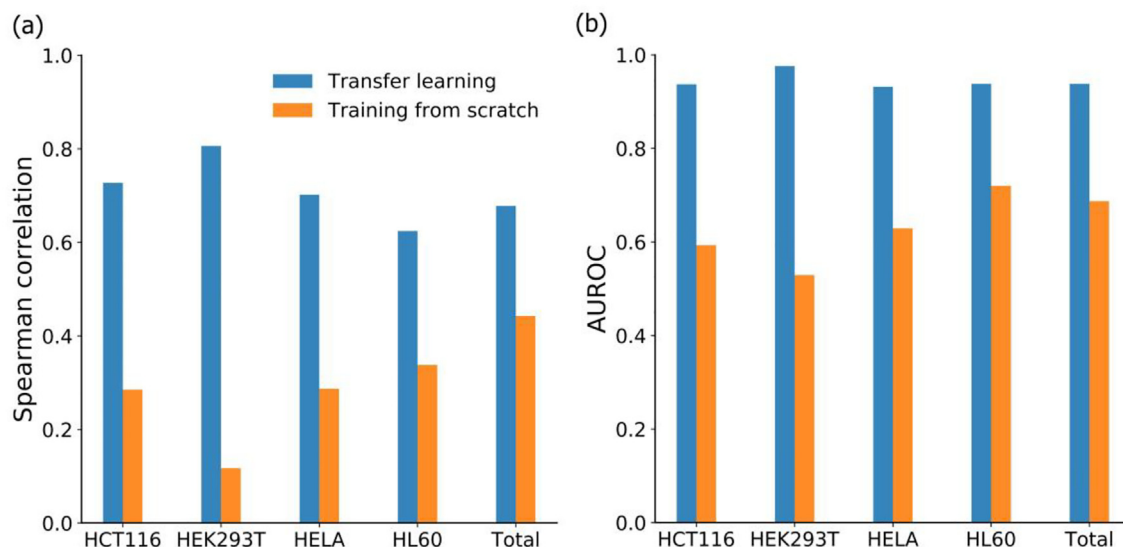 (a)
1.0
0.8
0.6
0.4
0.2
0.0
Spearman correlation
Transfer learning
Training from scratch
HCT116 HEK293T HELA HL60 Total
(b)
1.0
0.8
0.6
0.4
0.2
0.0
AUROC
HCT116 HEK293T HELA HL60 Total